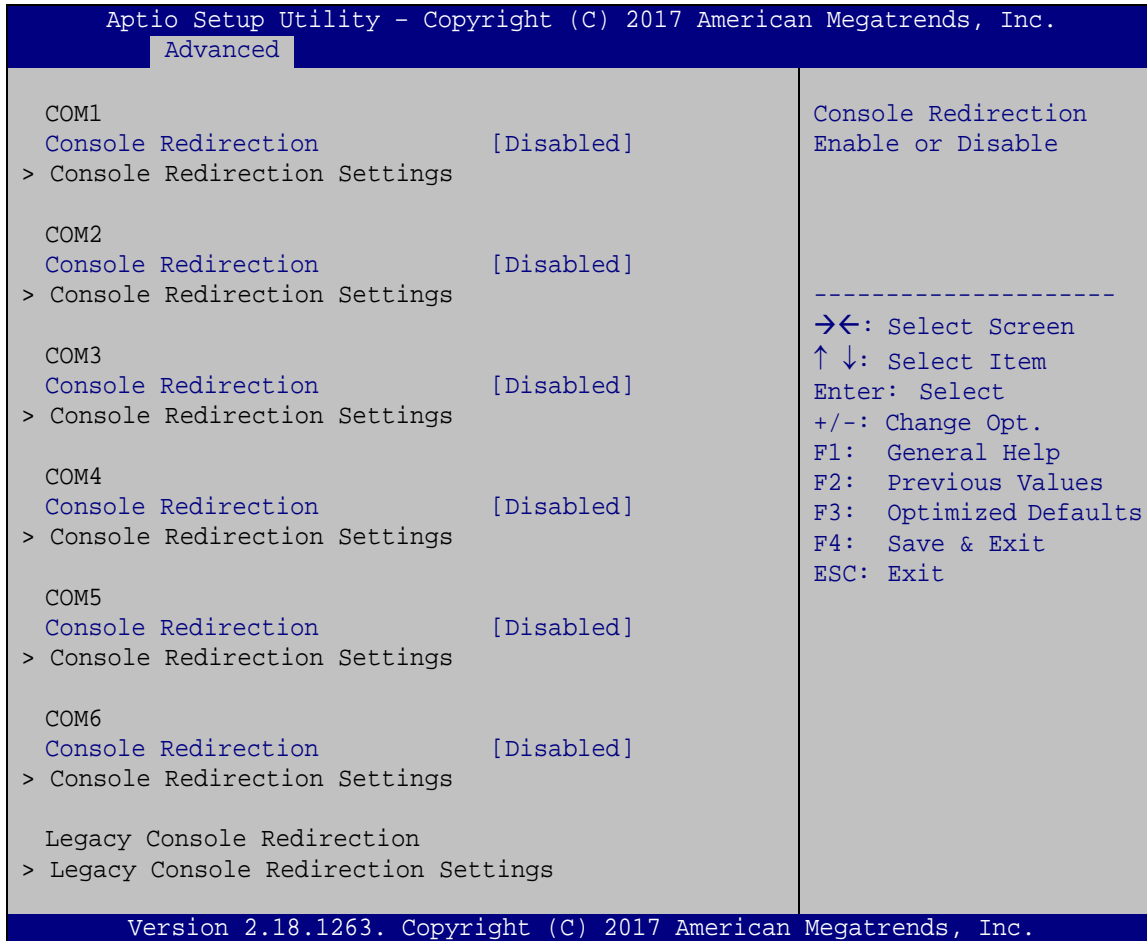 Aptio Setup Utility – Copyright (C) 2017 American Megatrends, Inc.
Advanced
COM1
Console Redirection [Disabled]
> Console Redirection Settings
COM2
Console Redirection [Disabled]
> Console Redirection Settings
COM3
Console Redirection [Disabled]
> Console Redirection Settings
COM4
Console Redirection [Disabled]
> Console Redirection Settings
COM5
Console Redirection [Disabled]
> Console Redirection Settings
COM6
Console Redirection [Disabled]
> Console Redirection Settings
Legacy Console Redirection
> Legacy Console Redirection Settings
Console Redirection
Enable or Disable
---------------------
→←: Select Screen
↑ ↓: Select Item
Enter: Select
+/-: Change Opt.
F1: General Help
F2: Previous Values
F3: Optimized Defaults
F4: Save & Exit
ESC: Exit
Version 2.18.1263. Copyright (C) 2017 American Megatrends, Inc.